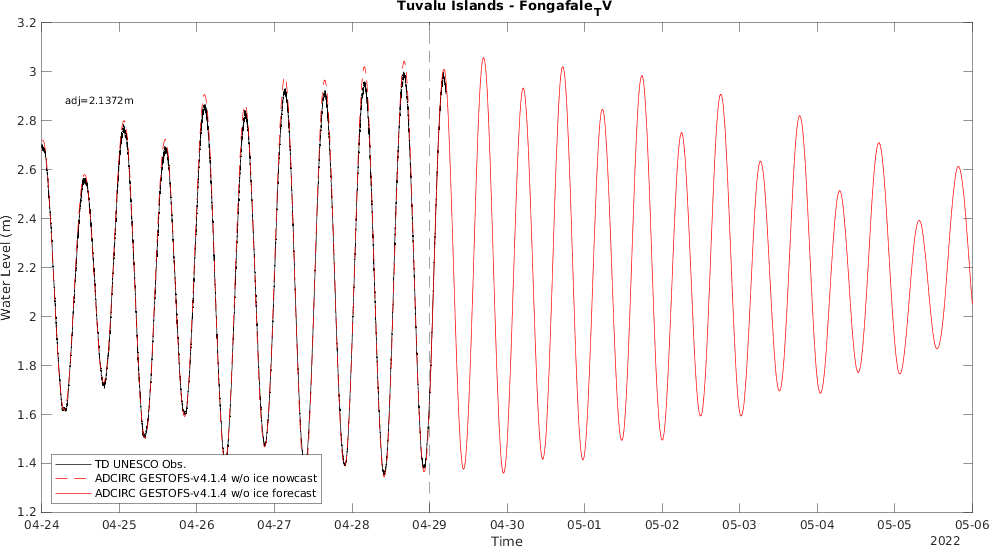 Tuvalu Islands - Fongafale_TV
adj=2.1372m
Water Level (m)
3.2
3
2.8
2.6
2.4
2.2
2
1.8
1.6
1.4
1.2
TD UNESCO Obs.
ADCIRC GESTOFS-v4.1.4 w/o ice nowcast
ADCIRC GESTOFS-v4.1.4 w/o ice forecast
04-24 04-25 04-26 04-27 04-28 04-29 04-30 05-01 05-02 05-03 05-04 05-05 05-06
Time
2022